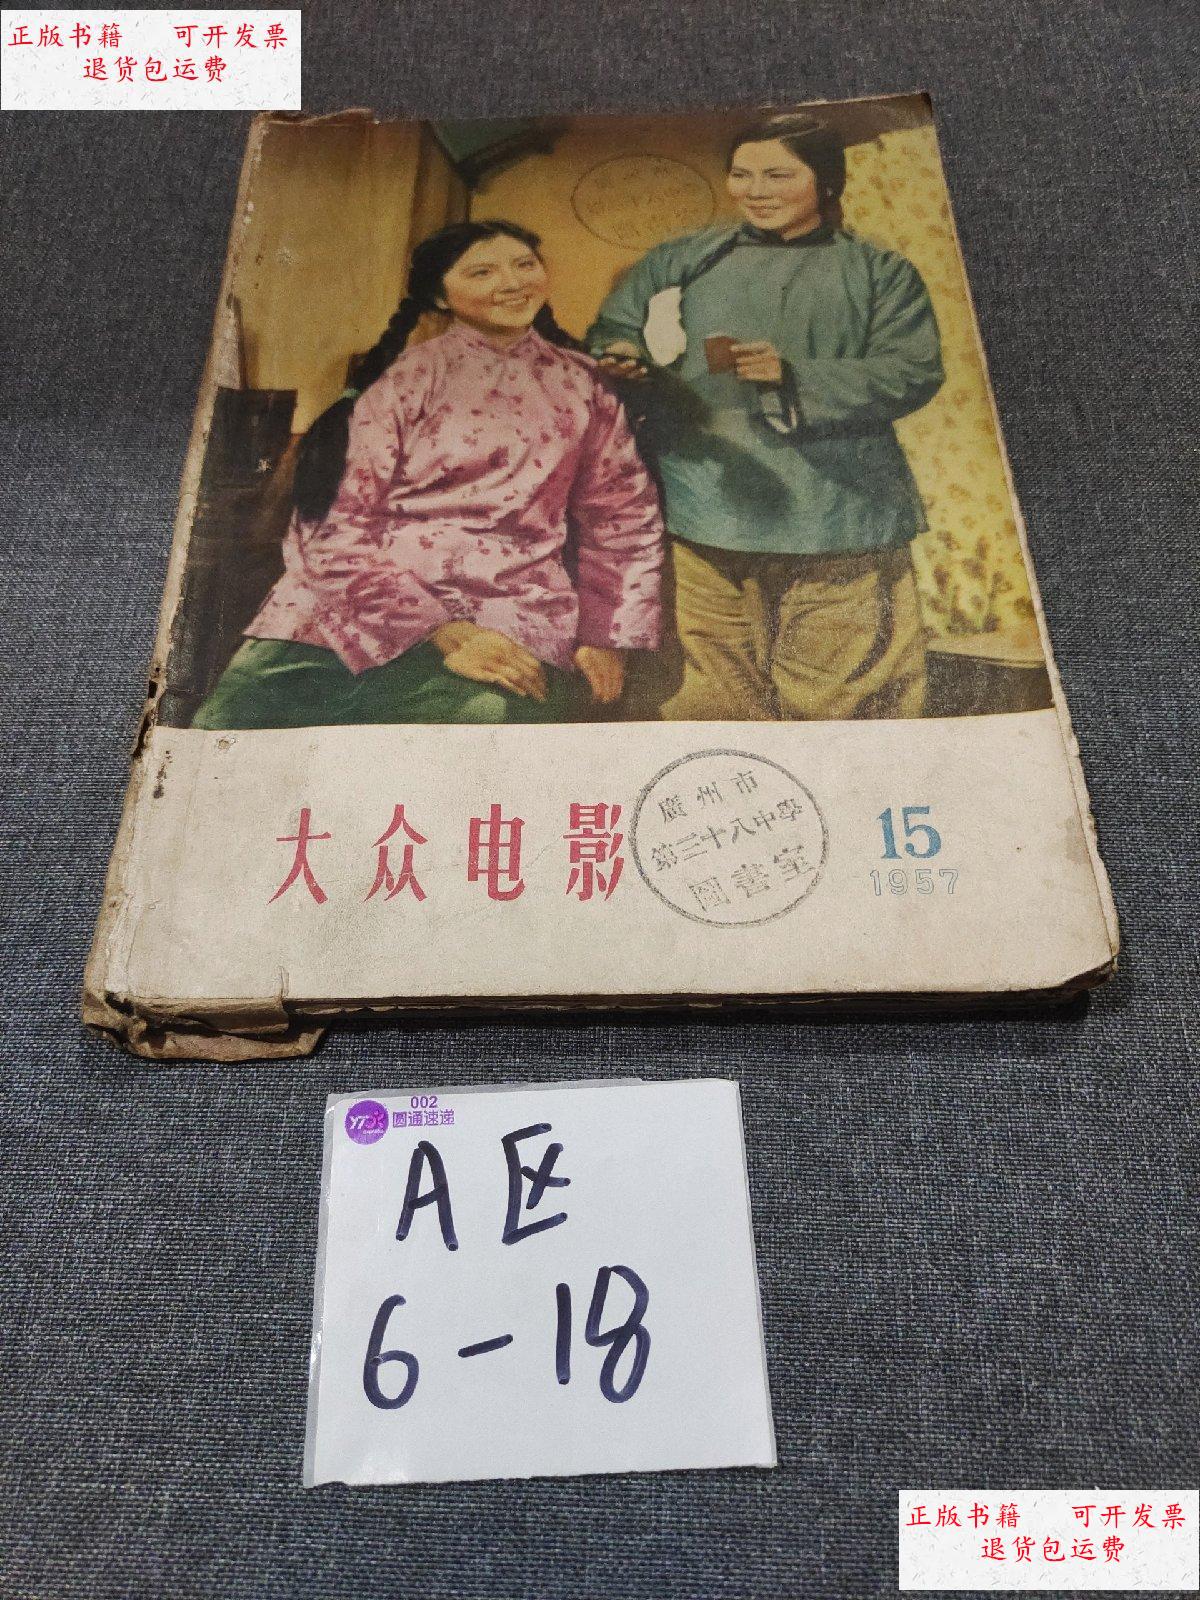 正版书籍 可开发票
退货包运费
大众电影
廣州市
第三十八中學
圖書室
15
1957
002
YTO
圆通速递
A区
6-18
正版书籍 可开发票
退货包运费